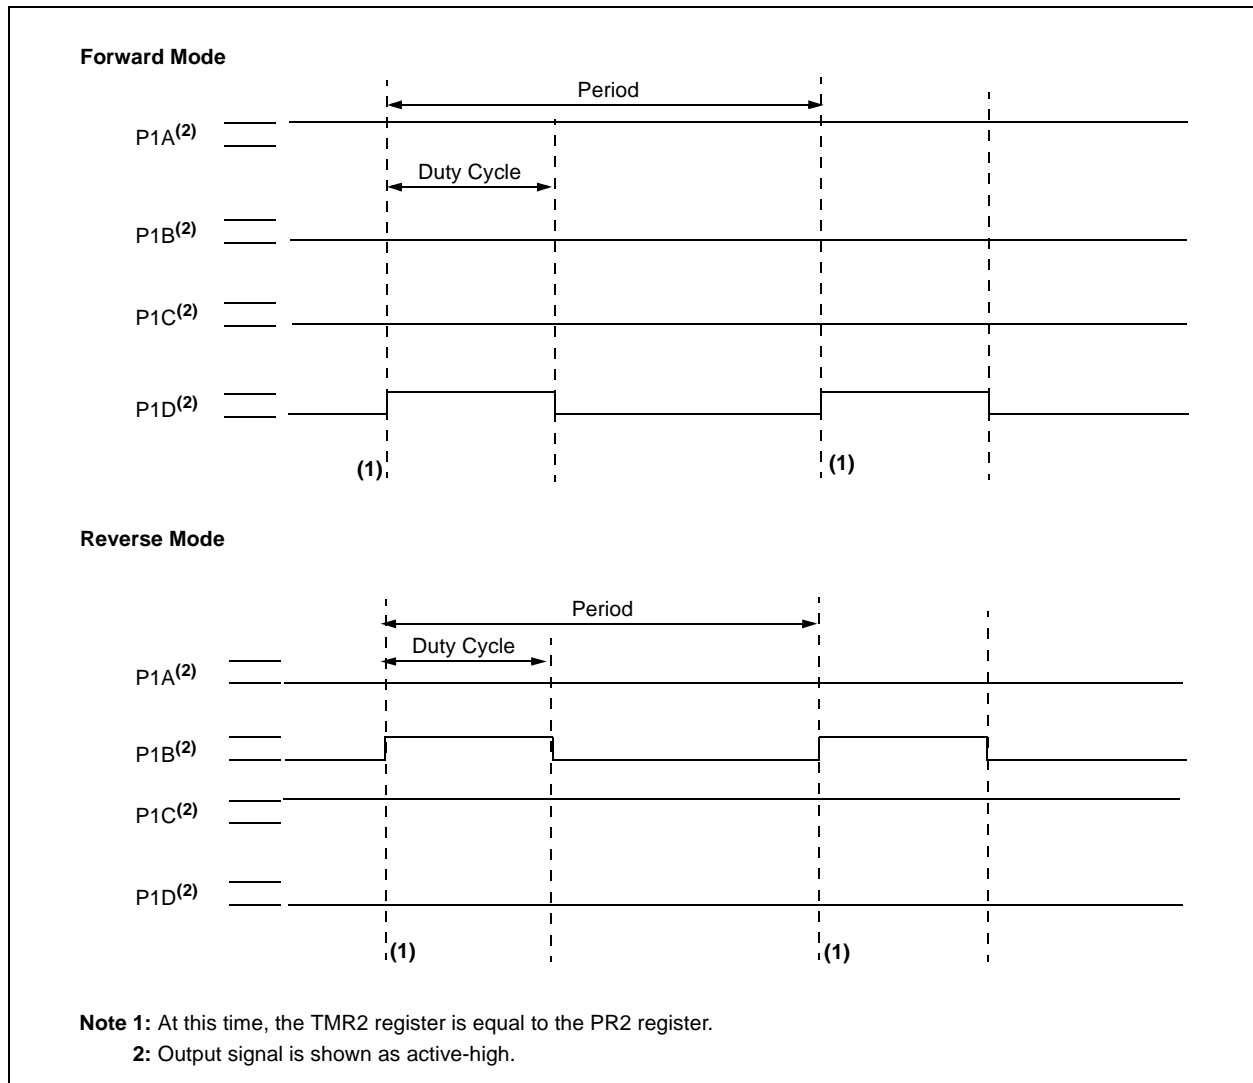 Forward Mode
Period
P1A(2)
Duty Cycle
P1B(2)
P1C(2)
P1D(2)
(1)
(1)
Reverse Mode
Period
Duty Cycle
P1A(2)
P1B(2)
P1C(2)
P1D(2)
(1)
(1)
Note 1: At this time, the TMR2 register is equal to the PR2 register.
2: Output signal is shown as active-high.